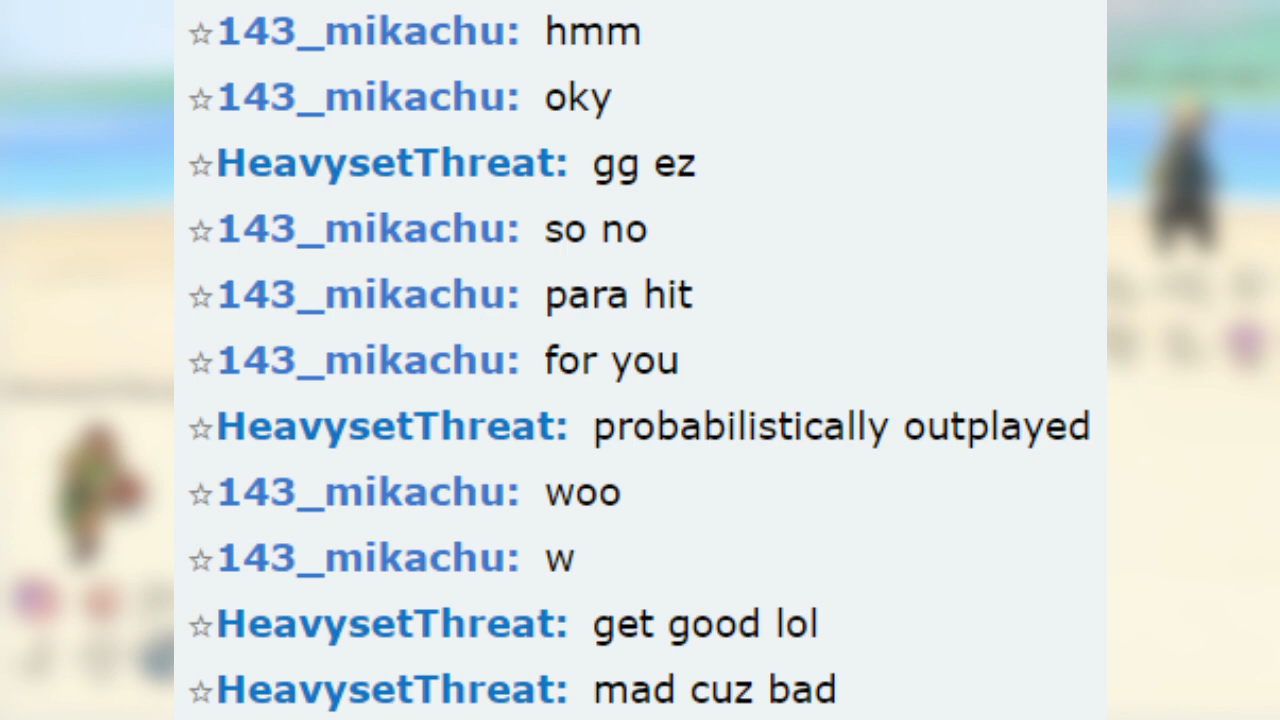 ☆143_mikachu: hmm
☆143_mikachu: oky
☆HeavysetThreat: gg ez
☆143_mikachu: so no
☆143_mikachu: para hit
☆143_mikachu: for you
☆HeavysetThreat: probabilistically outplayed
☆143_mikachu: woo
☆143_mikachu: w
☆HeavysetThreat: get good lol
☆HeavysetThreat: mad cuz bad